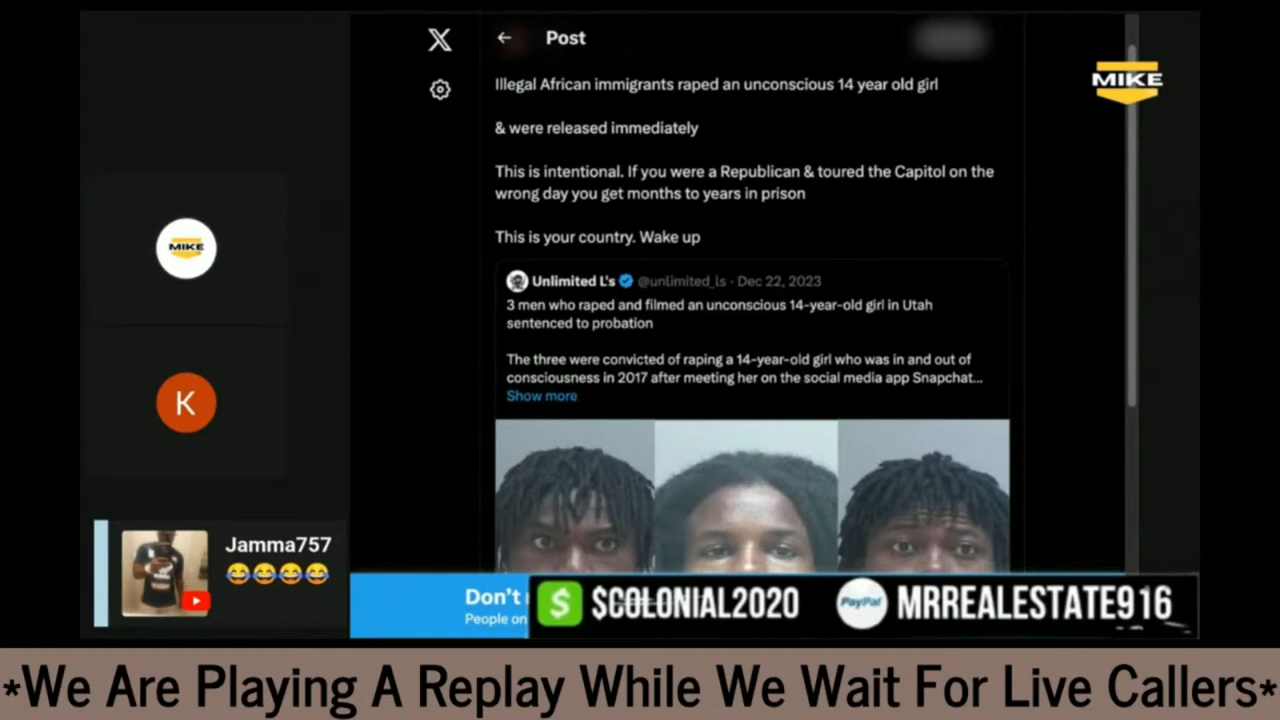 Post
MIKE
Illegal African immigrants raped an unconscious 14 year old girl
& were released immediately
This is intentional. If you were a Republican & toured the Capitol on the
wrong day you get months to years in prison
This is your country. Wake up
Unlimited L's @unlimited_ls · Dec 22, 2023
3 men who raped and filmed an unconscious 14-year-old girl in Utah
sentenced to probation
The three were convicted of raping a 14-year-old girl who was in and out of
consciousness in 2017 after meeting her on the social media app Snapchat...
Show more
MIKE
K
Jamma757
😂😂😂😂
Don't
People on
$ $COLONIAL2020 PayPal MRREALESTATE916
*We Are Playing A Replay While We Wait For Live Callers*